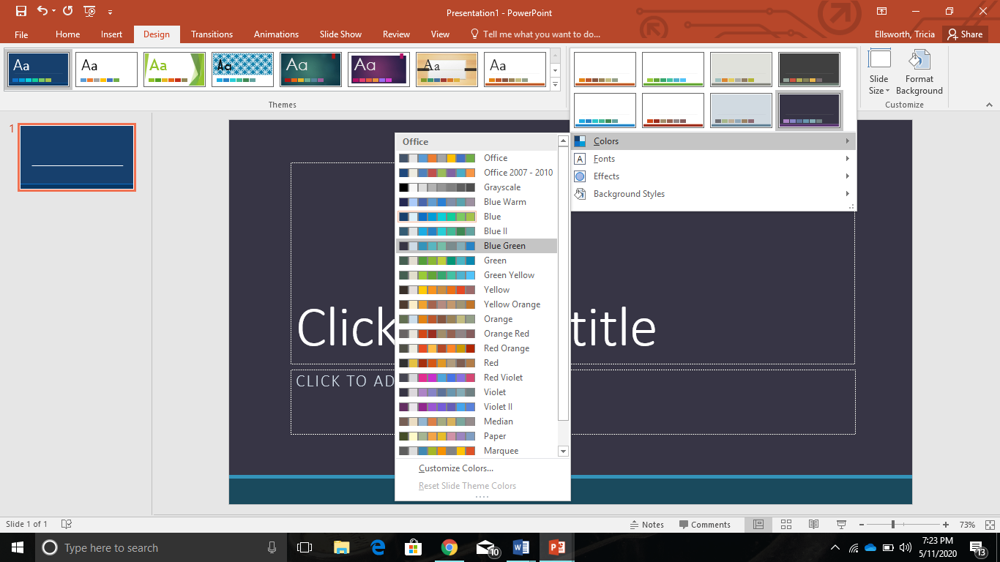 Presentation1 - PowerPoint
File Home Insert Design Transitions Animations Slide Show Review View Tell me what you want to do... Ellsworth, Tricia Share
Aa Aa Aa Aa Aa Aa Aa Aa
Slide Size
Format Background
Themes
Customize
1
Colors
Fonts
Effects
Background Styles
Office
Office
Office 2007 - 2010
Grayscale
Blue Warm
Blue
Blue II
Blue Green
Green
Green Yellow
Yellow
Yellow Orange
Orange
Orange Red
Red Orange
Red
Red Violet
Violet
Violet II
Median
Paper
Marquee
Customize Colors...
Reset Slide Theme Colors
Click title
CLICK TO AD
Slide 1 of 1 Notes Comments 73%
Type here to search
10
7:23 PM
5/11/2020
13